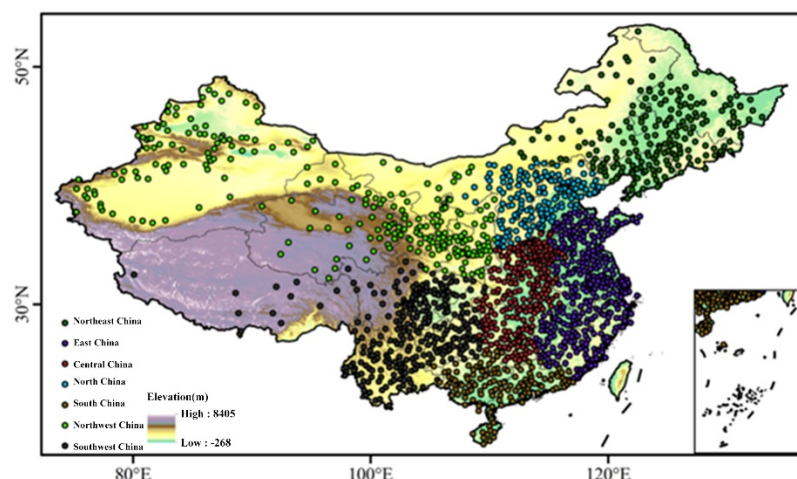 50°N
30°N
Northeast China
East China
Central China
North China
South China
Northwest China
Southwest China
Elevation(m)
High : 8405
Low : -268
80°E
100°E
120°E